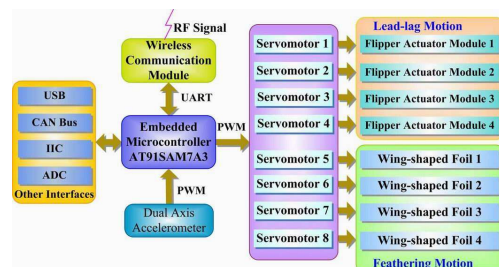 RF Signal
Wireless
Communication
Module
UART
USB
CAN Bus
IIC
ADC
Other Interfaces
Embedded
Microcontroller
AT91SAM7A3
PWM
PWM
Dual Axis
Accelerometer
Servomotor 1
Servomotor 2
Servomotor 3
Servomotor 4
Servomotor 5
Servomotor 6
Servomotor 7
Servomotor 8
Lead-lag Motion
Flipper Actuator Module 1
Flipper Actuator Module 2
Flipper Actuator Module 3
Flipper Actuator Module 4
Wing-shaped Foil 1
Wing-shaped Foil 2
Wing-shaped Foil 3
Wing-shaped Foil 4
Feathering Motion